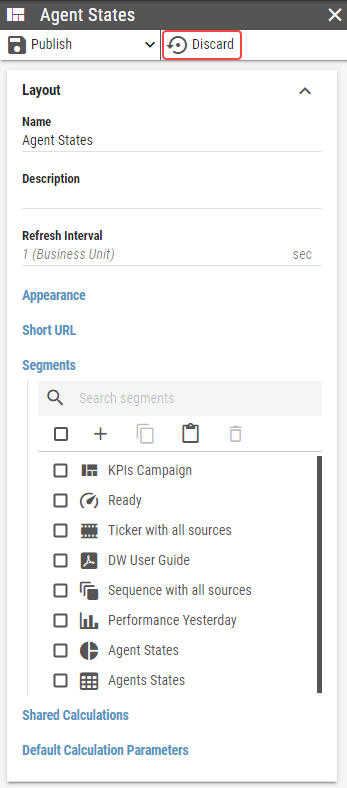 Agent States
Publish
Discard
Layout
Name
Agent States
Description
Refresh Interval
1 (Business Unit) sec
Appearance
Short URL
Segments
Search segments
KPIs Campaign
Ready
Ticker with all sources
DW User Guide
Sequence with all sources
Performance Yesterday
Agent States
Agents States
Shared Calculations
Default Calculation Parameters